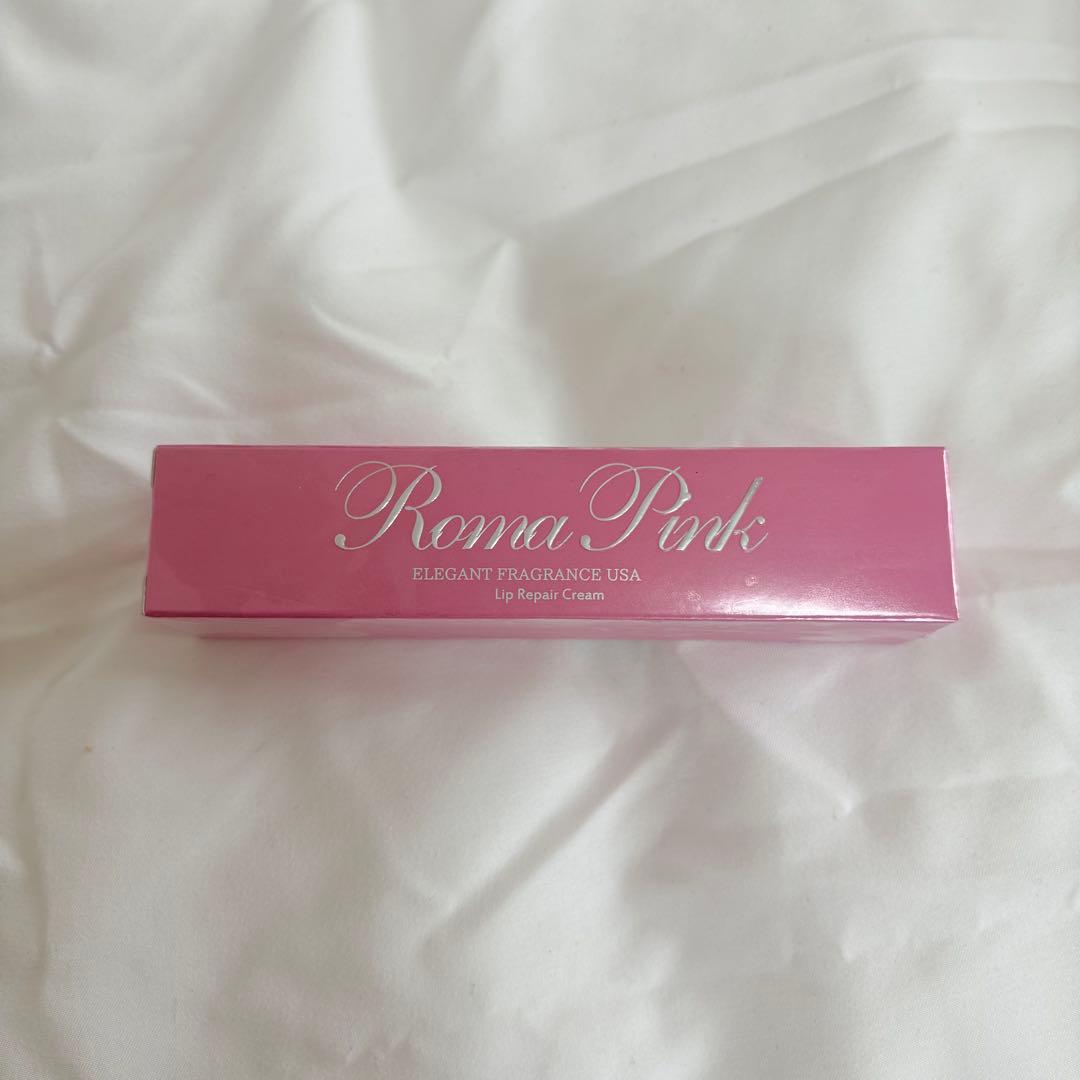 Roma Pink
ELEGANT FRAGRANCE USA
Lip Repair Cream